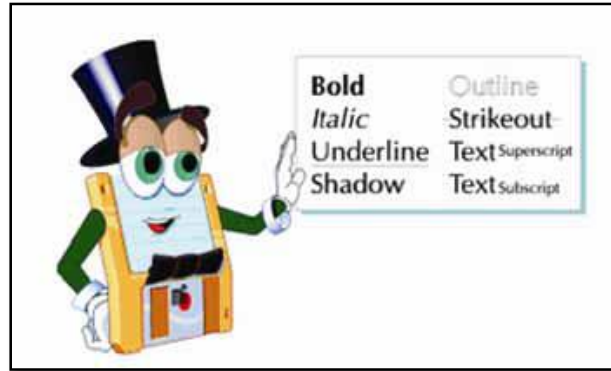 Bold
Italic
Underline
Shadow
Outline
Strikeout
Text Superscript
Text Subscript